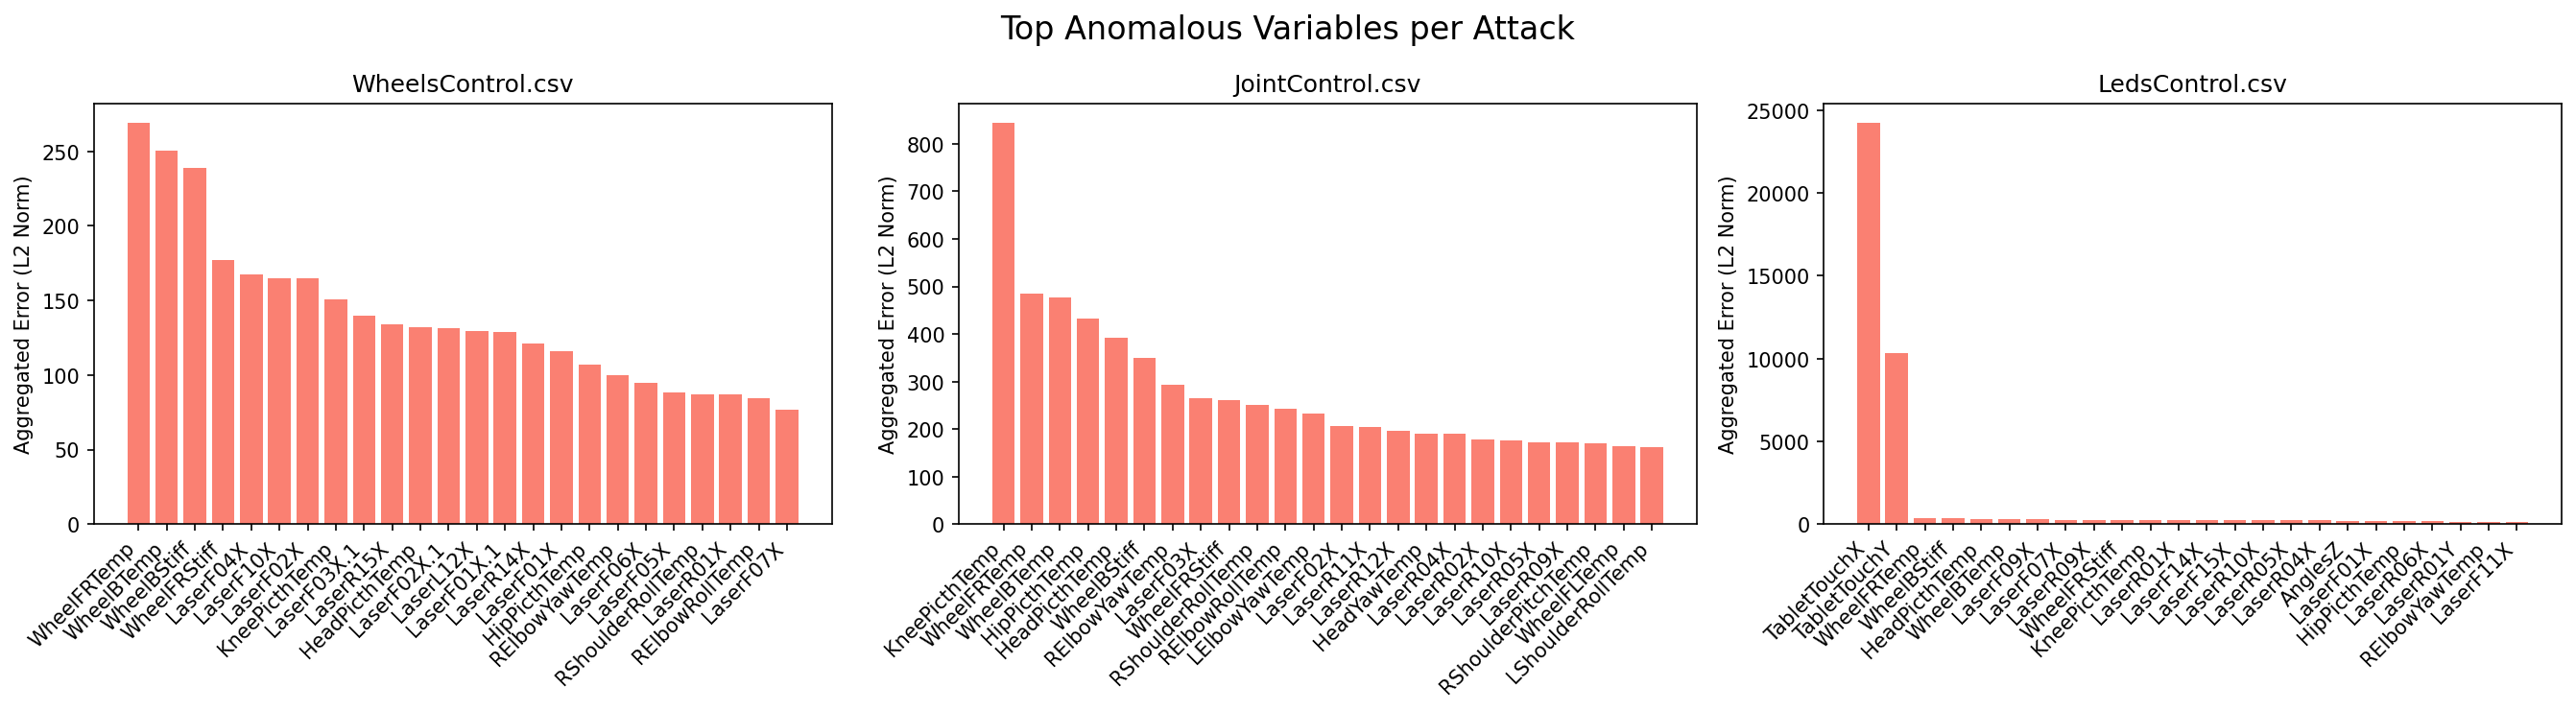 Top Anomalous Variables per Attack
WheelsControl.csv
Aggregated Error (L2 Norm)
250
200
150
100
50
0
WheelFRTemp
WheelBTemp
WheelBStiff
WheelFRStiff
LaserF04X
LaserF10X
LaserF02X
KneePicthTemp
LaserF03X.1
LaserR15X
HeadPicthTemp
LaserF02X.1
LaserL12X
LaserF01X.1
LaserR14X
LaserF01X
HipPicthTemp
RElbowYawTemp
LaserF06X
LaserF05X
RShoulderRollTemp
LaserR01X
RElbowRollTemp
LaserF07X
JointControl.csv
Aggregated Error (L2 Norm)
800
700
600
500
400
300
200
100
0
KneePicthTemp
WheelFRTemp
WheelBTemp
HipPicthTemp
HeadPicthTemp
WheelBStiff
RElbowYawTemp
LaserF03X
WheelFRStiff
RShoulderRollTemp
RElbowRollTemp
LElbowYawTemp
LaserF02X
LaserR11X
LaserR12X
HeadYawTemp
LaserR04X
LaserR02X
LaserR10X
LaserR05X
LaserR09X
RShoulderPitchTemp
WheelFLTemp
LShoulderRollTemp
LedsControl.csv
Aggregated Error (L2 Norm)
25000
20000
15000
10000
5000
0
TabletTouchX
TabletTouchY
WheelFRTemp
WheelBStiff
HeadPicthTemp
WheelBTemp
LaserF09X
LaserF07X
LaserR09X
WheelFRStiff
KneePicthTemp
LaserR01X
LaserF14X
LaserF15X
LaserR10X
LaserR05X
LaserR04X
AnglesZ
LaserF01X
HipPicthTemp
LaserR06X
LaserR01Y
RElbowYawTemp
LaserF11X